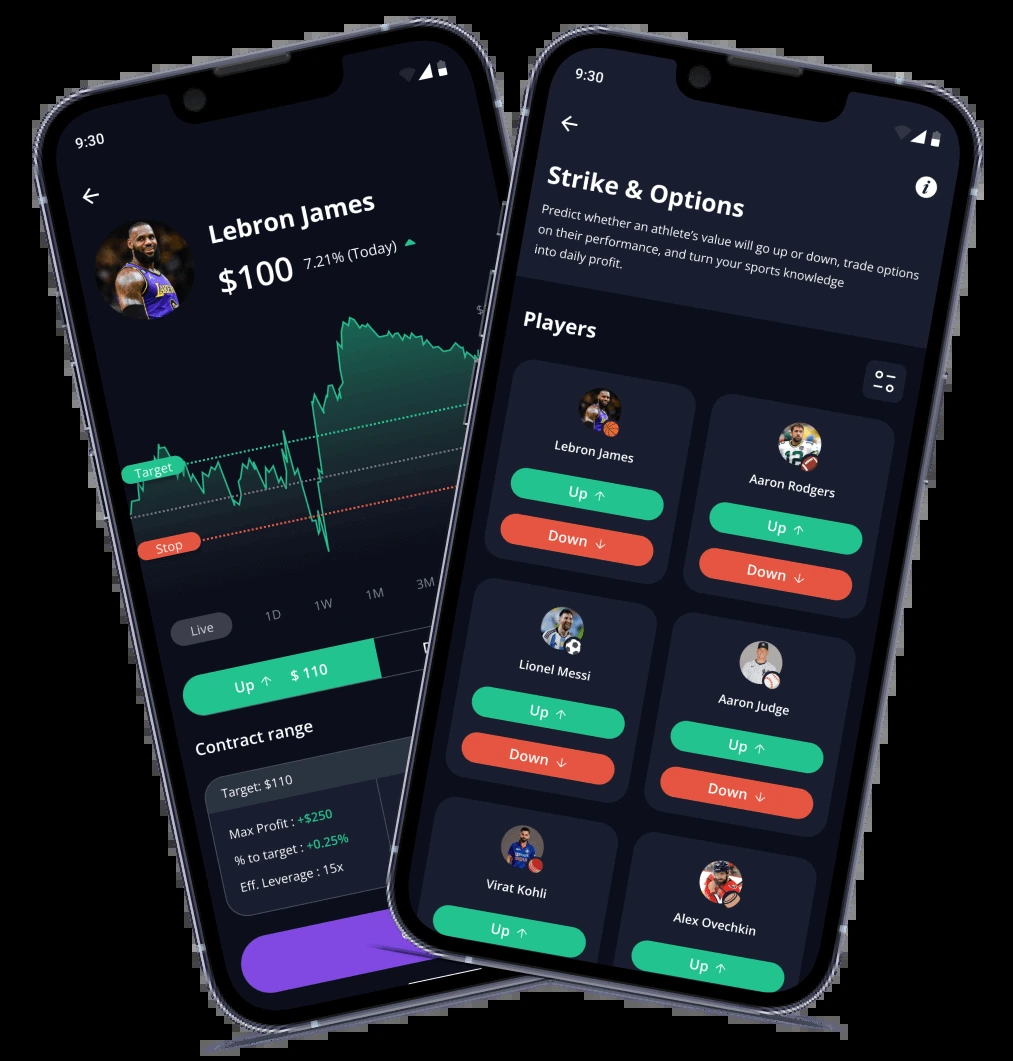 9:30
Lebron James
$100 7.21% (Today)
Target
Stop
Live 1D 1W 1M 3M
Up ↑ $ 110
Contract range
Target: $110
Max Profit : +$250
% to target : +0.25%
Eff. Leverage : 15x
9:30
Strike & Options
Predict whether an athlete's value will go up or down, trade options
on their performance, and turn your sports knowledge
into daily profit.
Players
Lebron James
Up ↑
Down ↓
Aaron Rodgers
Up ↑
Down ↓
Lionel Messi
Up ↑
Down ↓
Aaron Judge
Up ↑
Down ↓
Virat Kohli
Up ↑
Alex Ovechkin
Up ↑